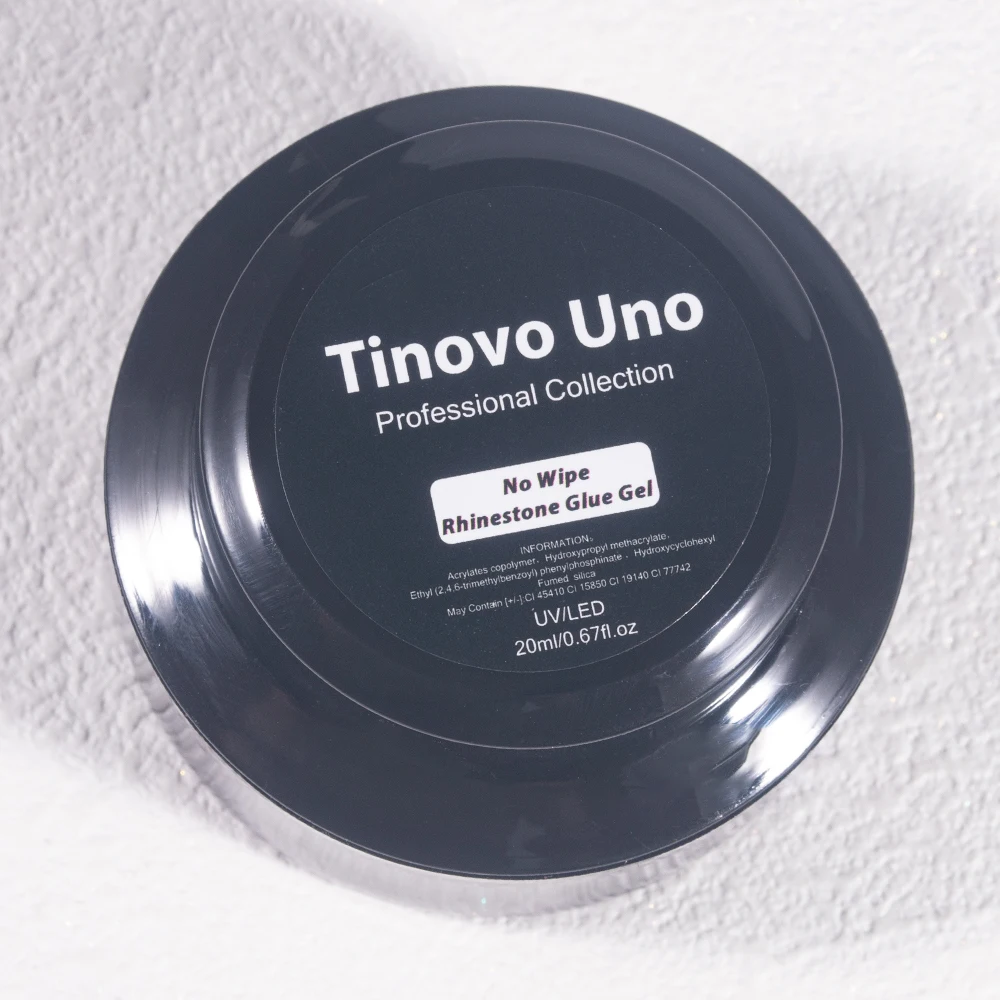 Tinovo Uno
Professional Collection
No Wipe
Rhinestone Glue Gel
INFORMATION。
Acrylates copolymer、Hydroxypropyl methacrylate、
Ethyl (2,4,6-trimethylbenzoyl) phenylphosphinate 、Hydroxycyclohexyl
Fumed silica
May Contain [+/-]:CI 45410 CI 15850 CI 19140 CI 77742
UV/LED
20ml/0.67fl.oz